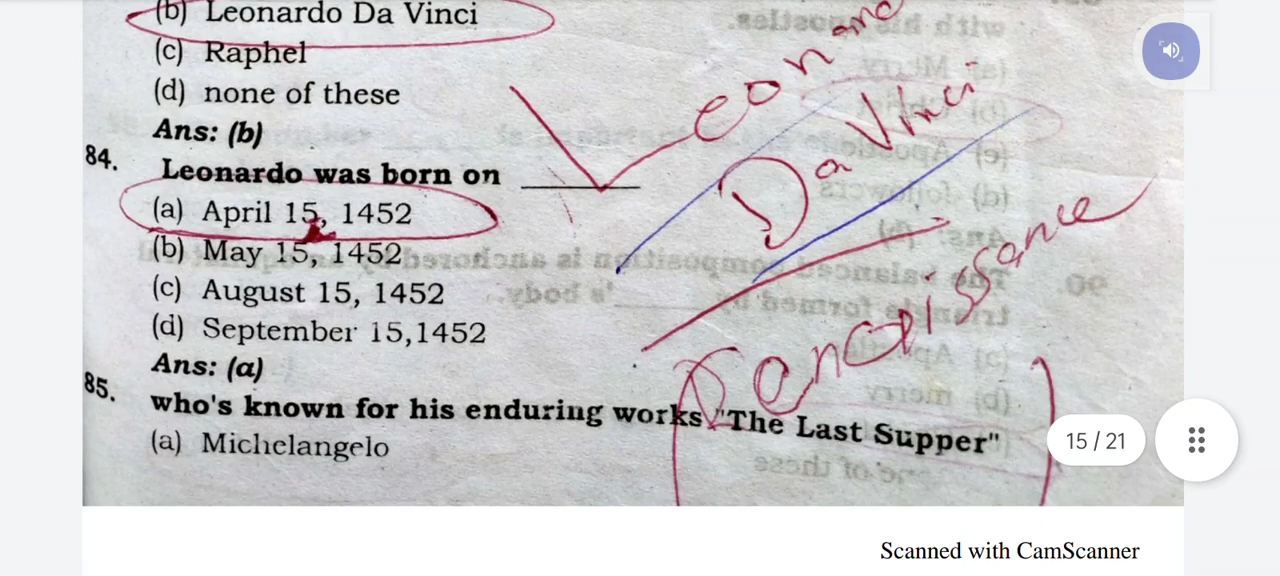 (b) Leonardo Da Vinci
(c) Raphel
(d) none of these
Ans: (b)
84. Leonardo was born on ______
(a) April 15, 1452
(b) May 15, 1452
(c) August 15, 1452
(d) September 15,1452
Ans: (a)
85. who's known for his enduring works "The Last Supper"
(a) Michelangelo
Da Vinci
15 / 21
Scanned with CamScanner